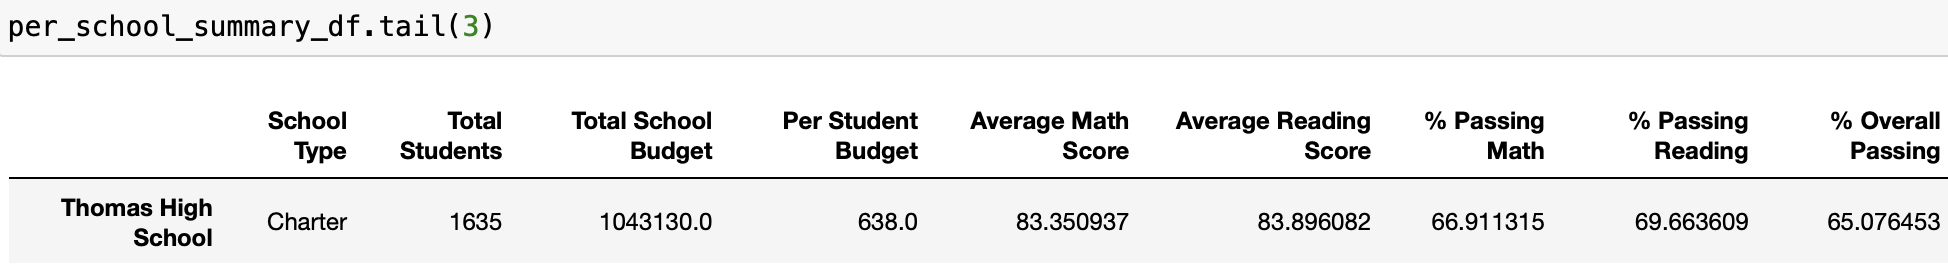 per_school_summary_df.tail(3)
School Type Total Students Total School Budget Per Student Budget Average Math Score Average Reading Score % Passing Math % Passing Reading % Overall Passing
Thomas High School Charter 1635 1043130.0 638.0 83.350937 83.896082 66.911315 69.663609 65.076453